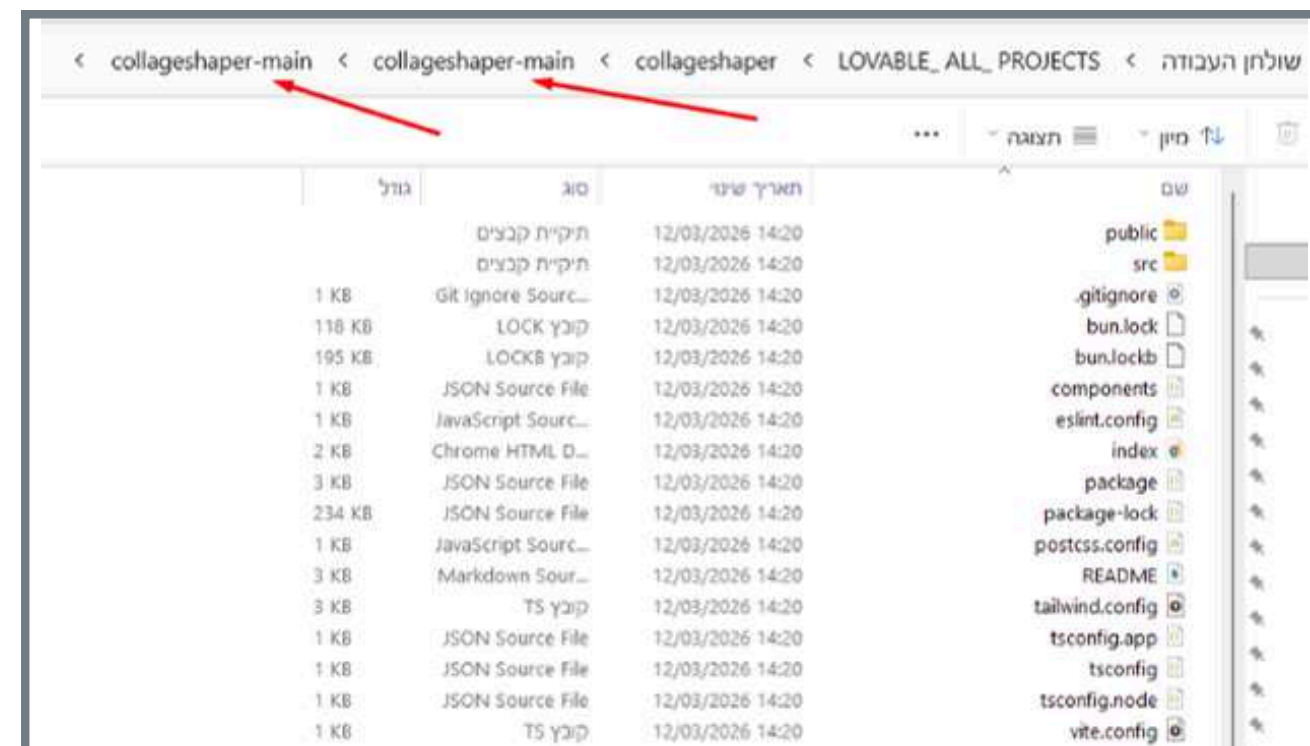 שולחן העבודה > LOVABLE_ ALL_ PROJECTS > collageshaper > collageshaper-main > collageshaper-main >
מיון תצוגה ...
שם תאריך שינוי סוג גודל
public 12/03/2026 14:20 תיקיית קבצים
src 12/03/2026 14:20 תיקיית קבצים
.gitignore 12/03/2026 14:20 Git Ignore Sourc... 1 KB
bun.lock 12/03/2026 14:20 קובץ LOCK 118 KB
bun.lockb 12/03/2026 14:20 קובץ LOCKB 195 KB
components 12/03/2026 14:20 JSON Source File 1 KB
eslint.config 12/03/2026 14:20 JavaScript Sourc... 1 KB
index 12/03/2026 14:20 Chrome HTML D... 2 KB
package 12/03/2026 14:20 JSON Source File 3 KB
package-lock 12/03/2026 14:20 JSON Source File 234 KB
postcss.config 12/03/2026 14:20 JavaScript Sourc... 1 KB
README 12/03/2026 14:20 Markdown Sour... 3 KB
tailwind.config 12/03/2026 14:20 קובץ TS 3 KB
tsconfig.app 12/03/2026 14:20 JSON Source File 1 KB
tsconfig 12/03/2026 14:20 JSON Source File 1 KB
tsconfig.node 12/03/2026 14:20 JSON Source File 1 KB
vite.config 12/03/2026 14:20 קובץ TS 1 KB